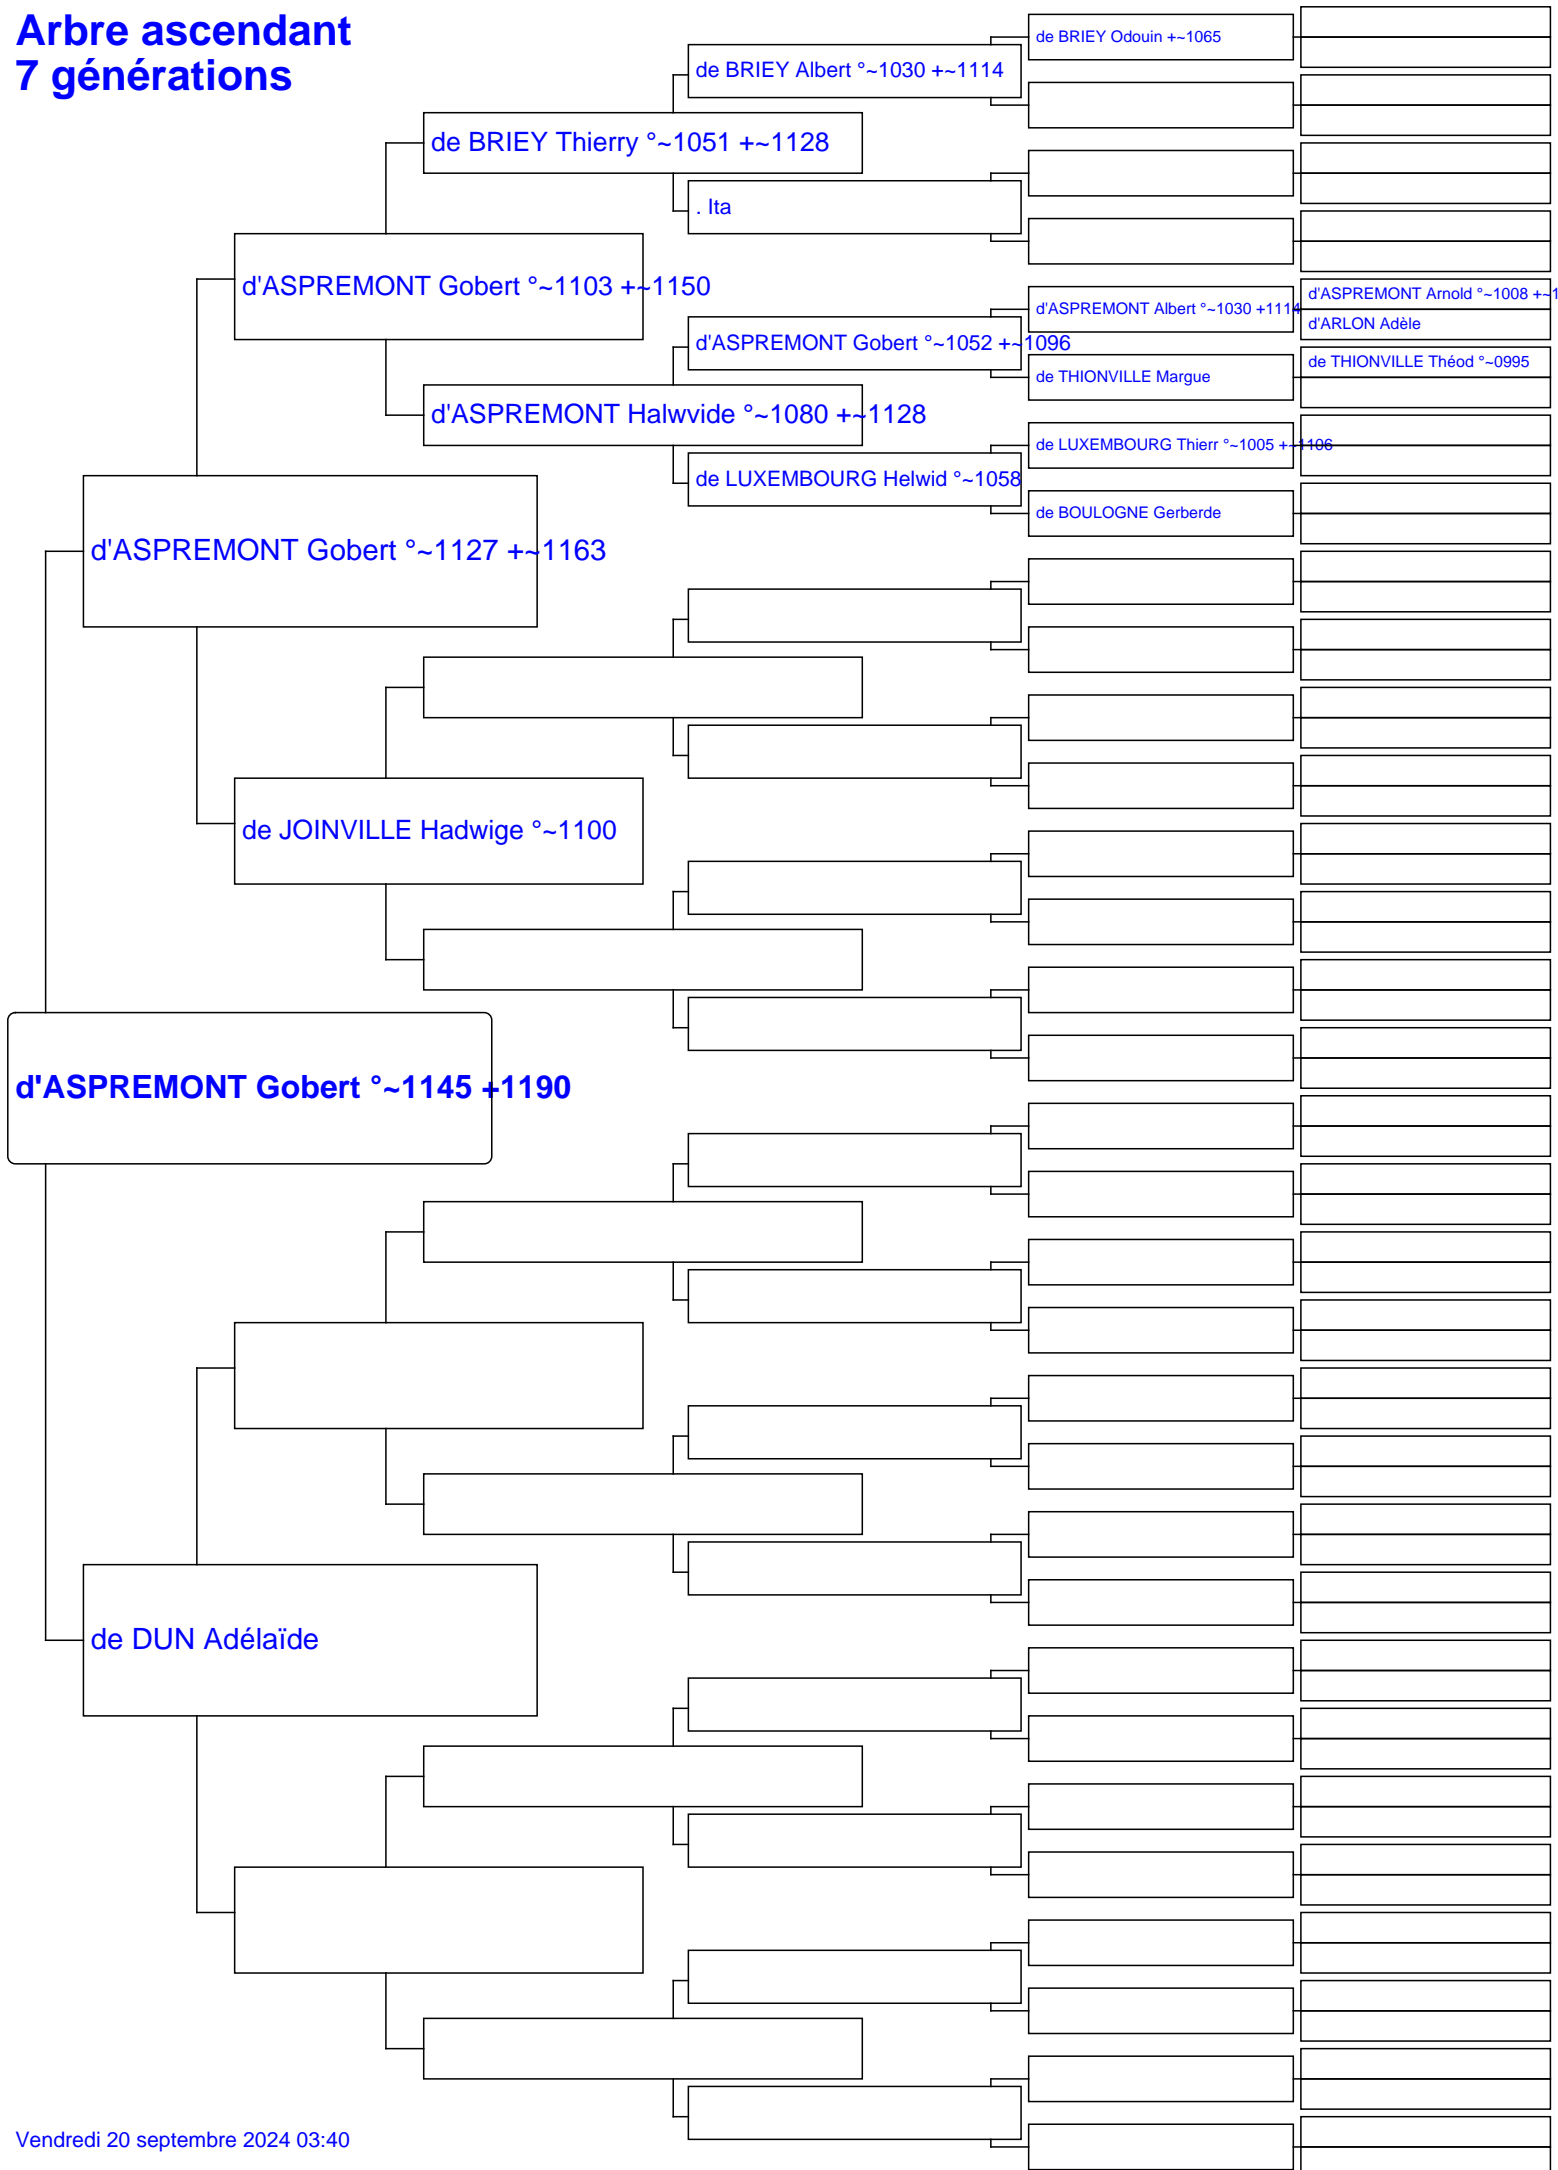 Arbre ascendant
7 générations
de BRIEY Odouin +~1065
de BRIEY Albert °~1030 +~1114
de BRIEY Thierry °~1051 +~1128
. Ita
d'ASPREMONT Gobert °~1103 +~1150
d'ASPREMONT Arnold °~1008 +~1
d'ASPREMONT Albert °~1030 +1114
d'ARLON Adèle
d'ASPREMONT Gobert °~1052 +~1096
de THIONVILLE Théod °~0995
de THIONVILLE Margue
d'ASPREMONT Halwvide °~1080 +~1128
de LUXEMBOURG Thierr °~1005 +~1106
de LUXEMBOURG Helwid °~1058
de BOULOGNE Gerberde
d'ASPREMONT Gobert °~1127 +~1163
de JOINVILLE Hadwige °~1100
d'ASPREMONT Gobert °~1145 +1190
de DUN Adélaïde
Vendredi 20 septembre 2024 03:40